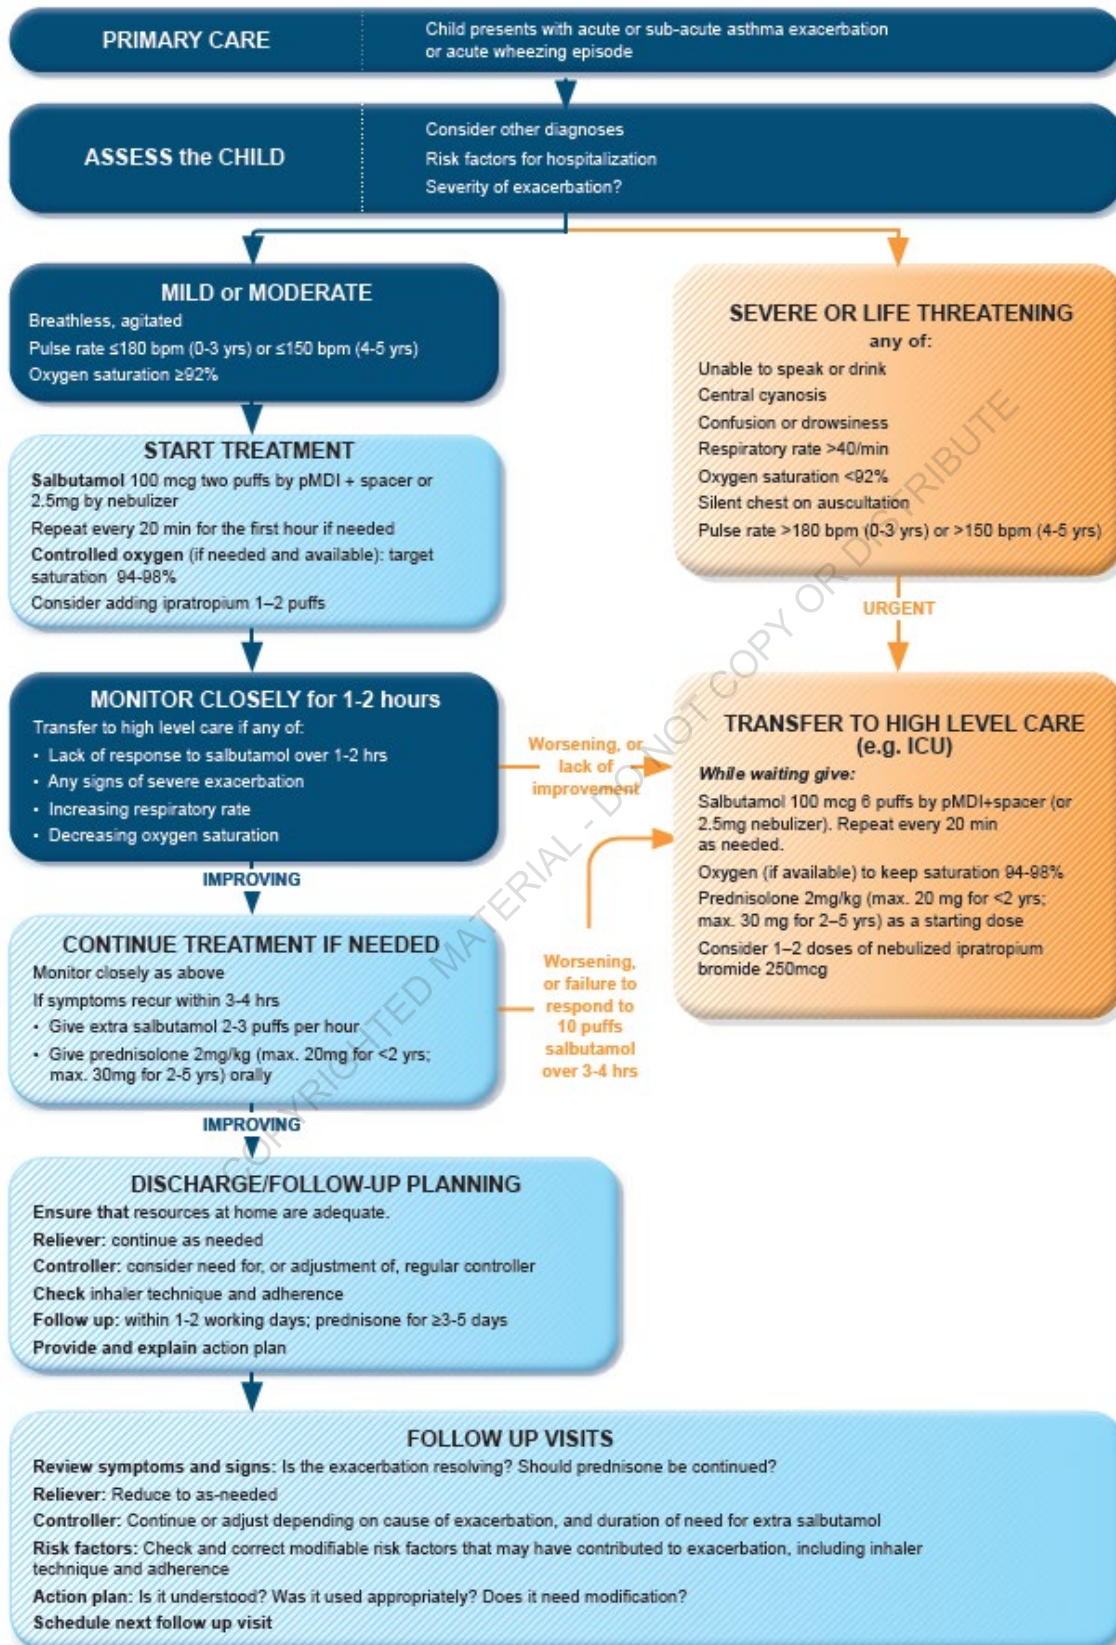 PRIMARY CARE
Child presents with acute or sub-acute asthma exacerbation
or acute wheezing episode
ASSESS the CHILD
Consider other diagnoses
Risk factors for hospitalization
Severity of exacerbation?
MILD or MODERATE
Breathless, agitated
Pulse rate ≤180 bpm (0-3 yrs) or ≤150 bpm (4-5 yrs)
Oxygen saturation ≥92%
SEVERE OR LIFE THREATENING
any of:
Unable to speak or drink
Central cyanosis
Confusion or drowsiness
Respiratory rate >40/min
Oxygen saturation <92%
Silent chest on auscultation
Pulse rate >180 bpm (0-3 yrs) or >150 bpm (4-5 yrs)
START TREATMENT
Salbutamol 100 mcg two puffs by pMDI + spacer or
2.5mg by nebulizer
Repeat every 20 min for the first hour if needed
Controlled oxygen (if needed and available): target
saturation 94-98%
Consider adding ipratropium 1–2 puffs
URGENT
MONITOR CLOSELY for 1-2 hours
Transfer to high level care if any of:
• Lack of response to salbutamol over 1-2 hrs
• Any signs of severe exacerbation
• Increasing respiratory rate
• Decreasing oxygen saturation
Worsening, or
lack of
improvement
TRANSFER TO HIGH LEVEL CARE
(e.g. ICU)
While waiting give:
Salbutamol 100 mcg 6 puffs by pMDI+spacer (or
2.5mg nebulizer). Repeat every 20 min
as needed.
Oxygen (if available) to keep saturation 94-98%
Prednisolone 2mg/kg (max. 20 mg for <2 yrs;
max. 30 mg for 2–5 yrs) as a starting dose
Consider 1–2 doses of nebulized ipratropium
bromide 250mcg
IMPROVING
CONTINUE TREATMENT IF NEEDED
Monitor closely as above
If symptoms recur within 3-4 hrs
• Give extra salbutamol 2-3 puffs per hour
• Give prednisolone 2mg/kg (max. 20mg for <2 yrs;
max. 30mg for 2-5 yrs) orally
Worsening,
or failure to
respond to
10 puffs
salbutamol
over 3-4 hrs
IMPROVING
DISCHARGE/FOLLOW-UP PLANNING
Ensure that resources at home are adequate.
Reliever: continue as needed
Controller: consider need for, or adjustment of, regular controller
Check inhaler technique and adherence
Follow up: within 1-2 working days; prednisone for ≥3-5 days
Provide and explain action plan
FOLLOW UP VISITS
Review symptoms and signs: Is the exacerbation resolving? Should prednisone be continued?
Reliever: Reduce to as-needed
Controller: Continue or adjust depending on cause of exacerbation, and duration of need for extra salbutamol
Risk factors: Check and correct modifiable risk factors that may have contributed to exacerbation, including inhaler
technique and adherence
Action plan: Is it understood? Was it used appropriately? Does it need modification?
Schedule next follow up visit
COPYRIGHTED MATERIAL - DO NOT COPY OR DISTRIBUTE